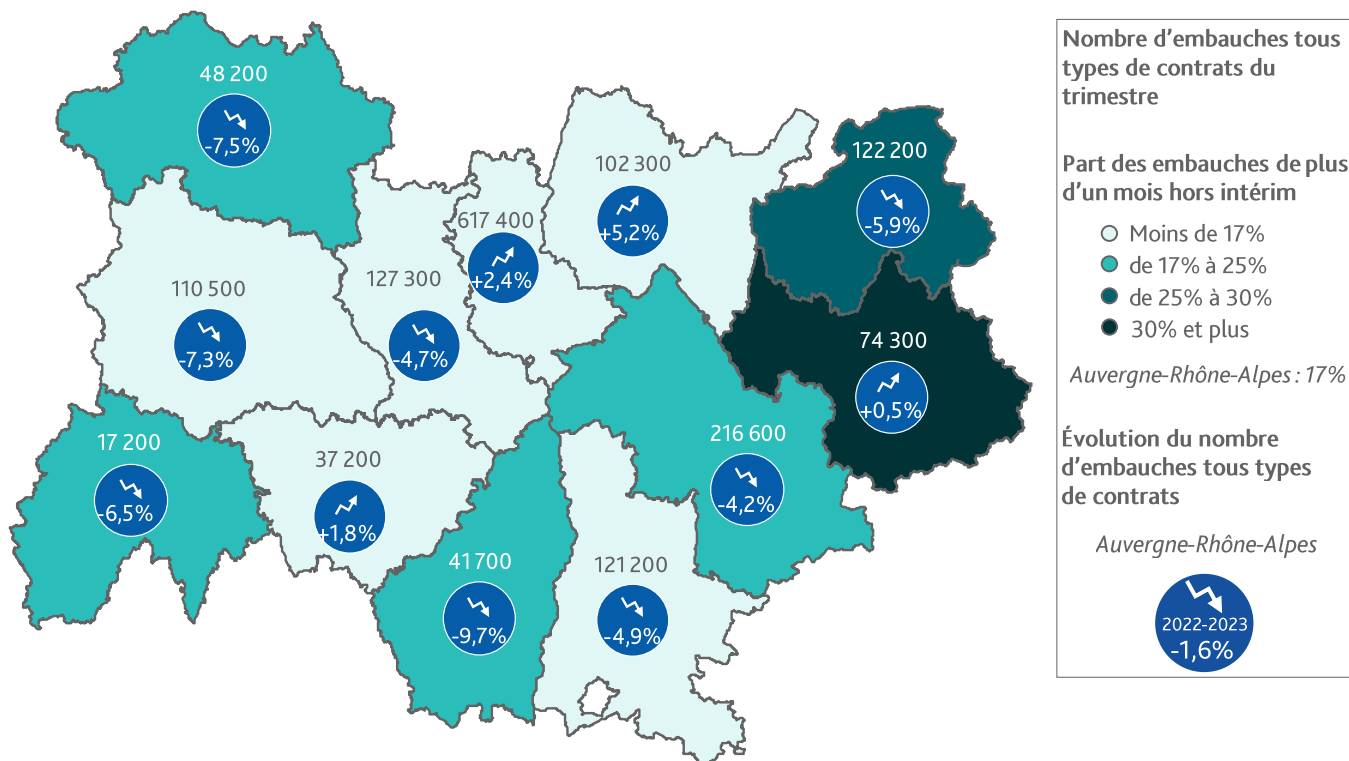 48 200
-7,5%
102 300
+5,2%
122 200
-5,9%
617 400
+2,4%
127 300
-4,7%
110 500
-7,3%
74 300
+0,5%
17 200
-6,5%
37 200
+1,8%
216 600
-4,2%
41 700
-9,7%
121 200
-4,9%
Nombre d'embauches tous
types de contrats du
trimestre
Part des embauches de plus
d'un mois hors intérim
Moins de 17%
de 17% à 25%
de 25% à 30%
30% et plus
Auvergne-Rhône-Alpes : 17%
Évolution du nombre
d'embauches tous types
de contrats
Auvergne-Rhône-Alpes
2022-2023
-1,6%